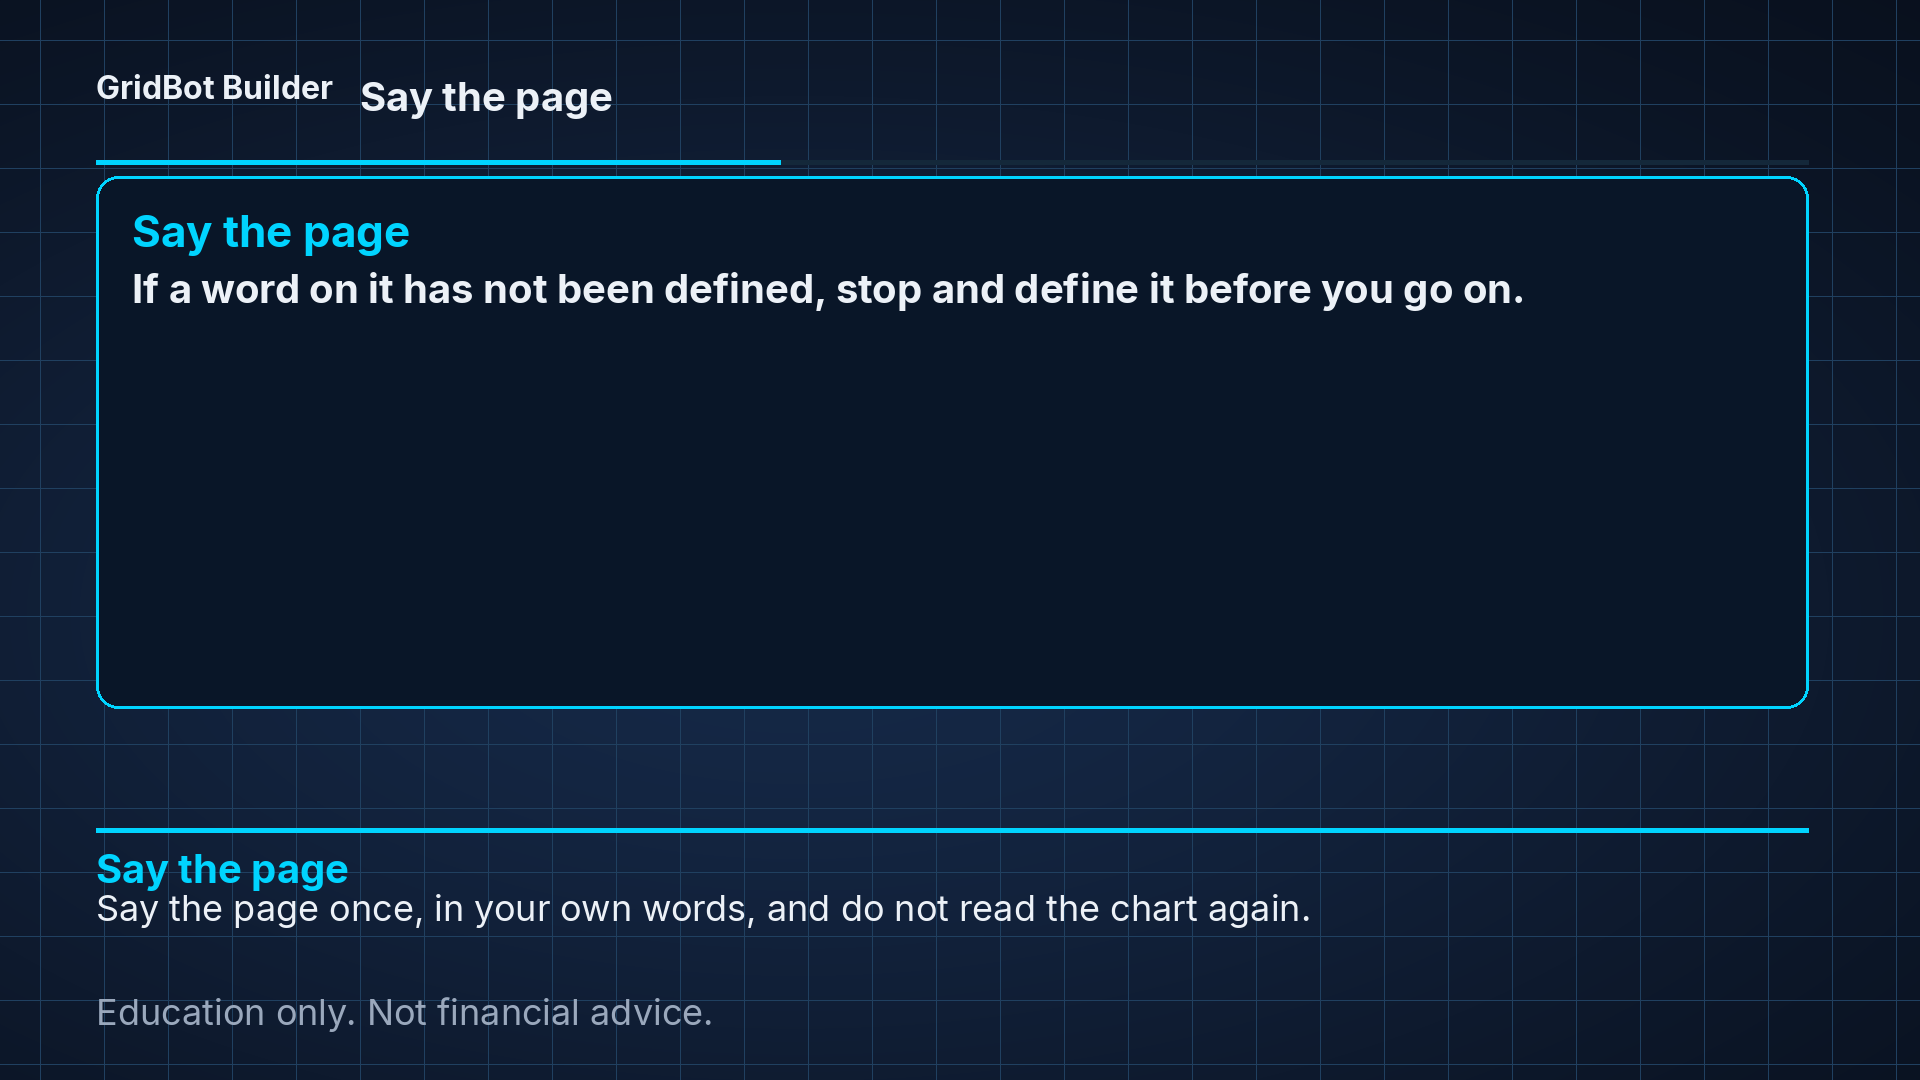 GridBot Builder
Say the page
Say the page
If a word on it has not been defined, stop and define it before you go on.
Say the page
Say the page once, in your own words, and do not read the chart again.
Education only. Not financial advice.